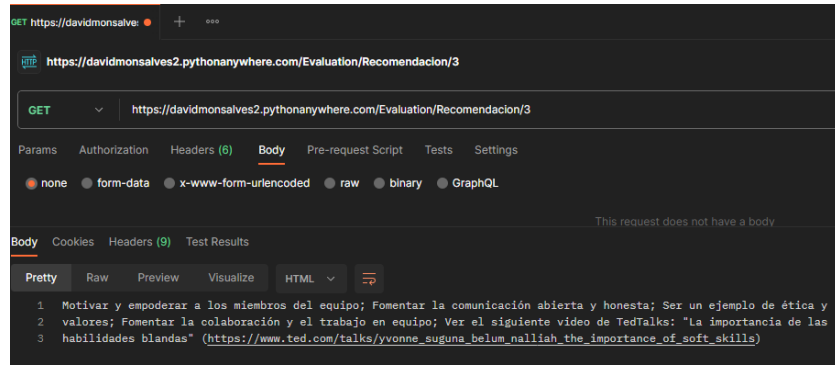 GET https://davidmonsalve: + ooo
HTTP https://davidmonsalves2.pythonanywhere.com/Evaluation/Recomendacion/3
GET https://davidmonsalves2.pythonanywhere.com/Evaluation/Recomendacion/3
Params Authorization Headers (6) Body Pre-request Script Tests Settings
none form-data x-www-form-urlencoded raw binary GraphQL
This request does not have a body
Body Cookies Headers (9) Test Results
Pretty Raw Preview Visualize HTML
1 Motivar y empoderar a los miembros del equipo; Fomentar la comunicación abierta y honesta; Ser un ejemplo de ética y
2 valores; Fomentar la colaboración y el trabajo en equipo; Ver el siguiente video de TedTalks: "La importancia de las
3 habilidades blandas" (https://www.ted.com/talks/yvonne_suguna_belum_nalliah_the_importance_of_soft_skills)